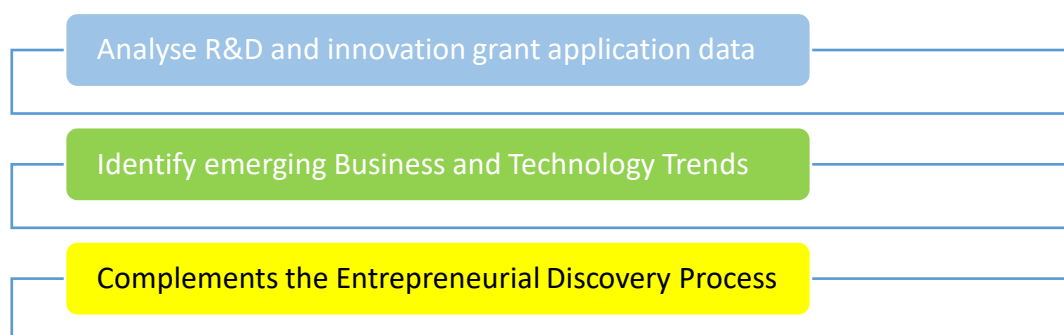 Analyse R&D and innovation grant application data
Identify emerging Business and Technology Trends
Complements the Entrepreneurial Discovery Process